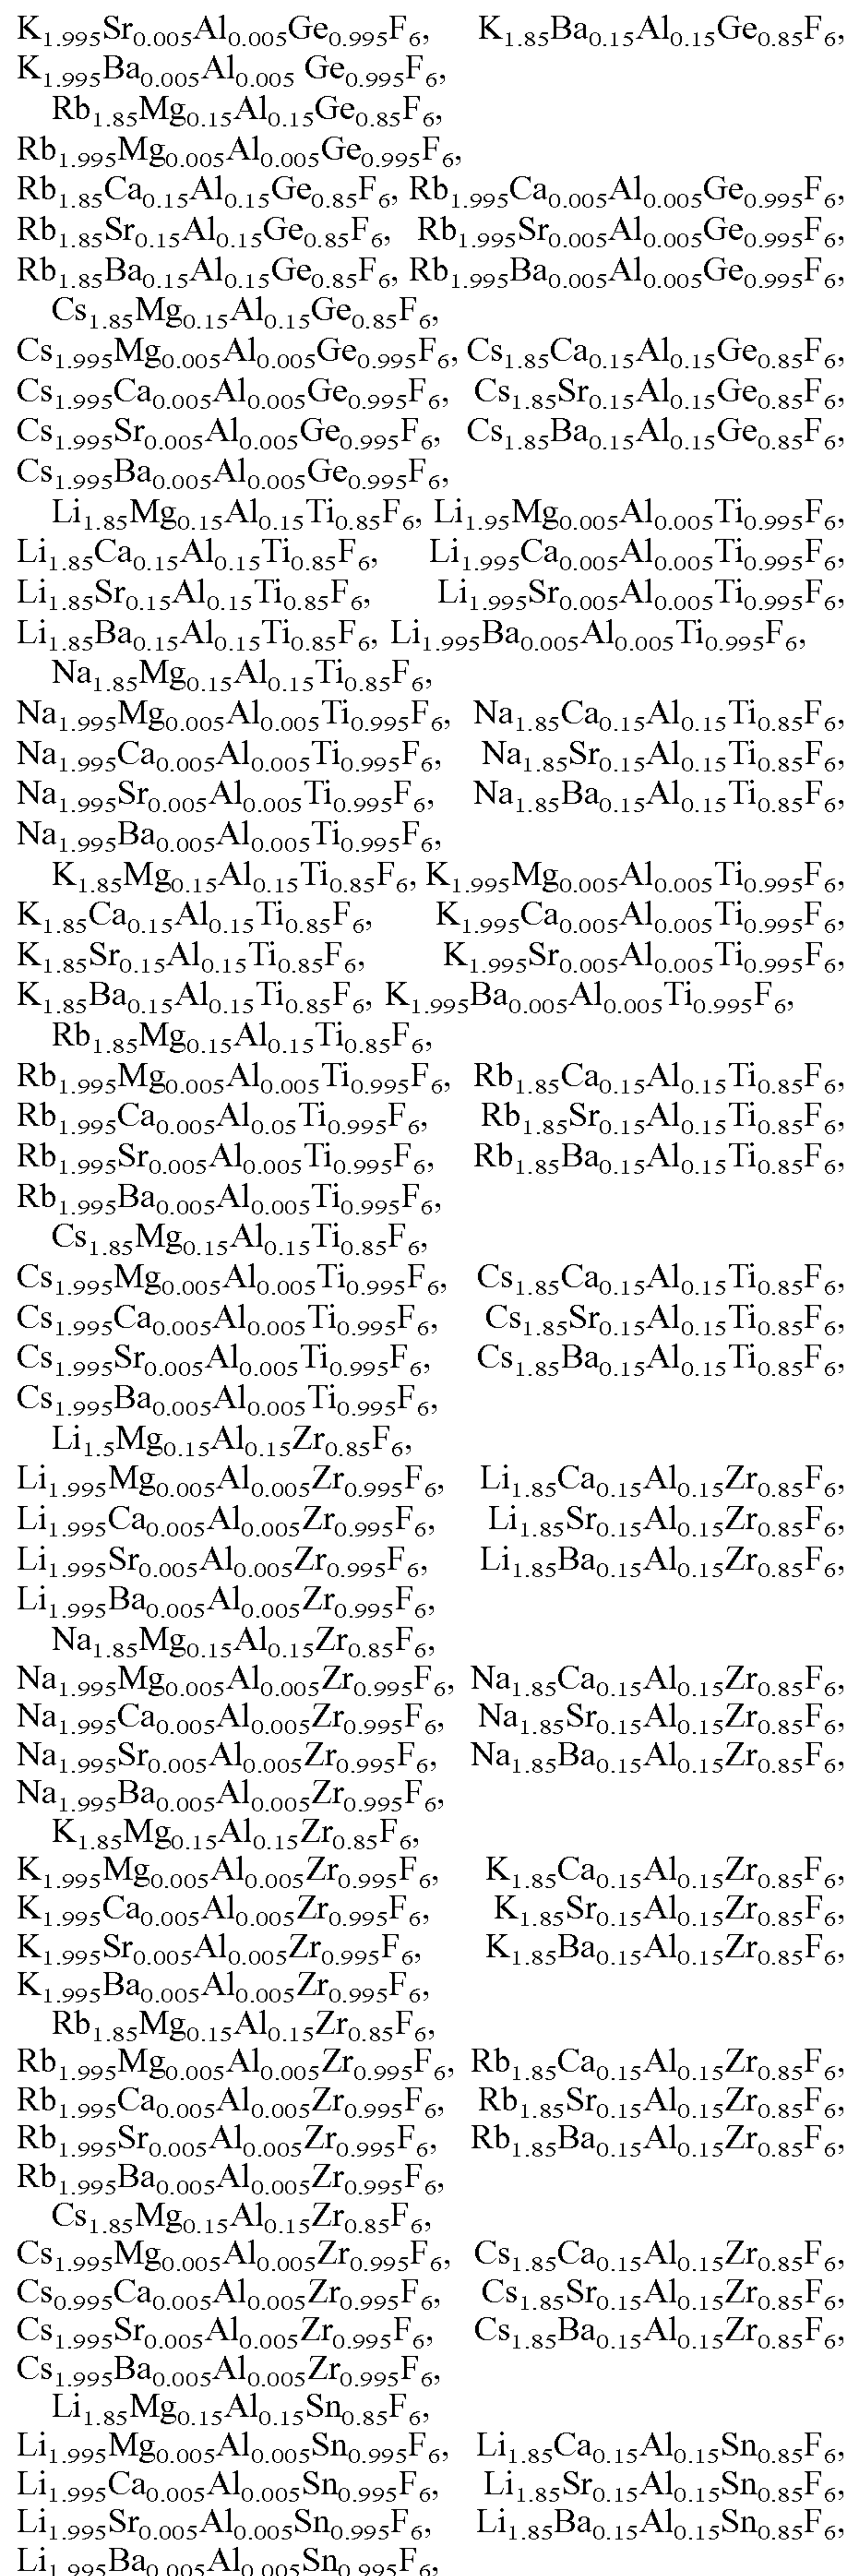 K1.995Sr0.005Al0.005Ge0.995F6, K1.85Ba0.15Al0.15Ge0.85F6,
K1.995Ba0.005Al0.005 Ge0.995F6,
Rb1.85Mg0.15Al0.15Ge0.85F6,
Rb1.995Mg0.005Al0.005Ge0.995F6,
Rb1.85Ca0.15Al0.15Ge0.85F6, Rb1.995Ca0.005Al0.005Ge0.995F6,
Rb1.85Sr0.15Al0.15Ge0.85F6, Rb1.995Sr0.005Al0.005Ge0.995F6,
Rb1.85Ba0.15Al0.15Ge0.85F6, Rb1.995Ba0.005Al0.005Ge0.995F6,
Cs1.85Mg0.15Al0.15Ge0.85F6,
Cs1.995Mg0.005Al0.005Ge0.995F6, Cs1.85Ca0.15Al0.15Ge0.85F6,
Cs1.995Ca0.005Al0.005Ge0.995F6, Cs1.85Sr0.15Al0.15Ge0.85F6,
Cs1.995Sr0.005Al0.005Ge0.995F6, Cs1.85Ba0.15Al0.15Ge0.85F6,
Cs1.995Ba0.005Al0.005Ge0.995F6,
Li1.85Mg0.15Al0.15Ti0.85F6, Li1.95Mg0.005Al0.005Ti0.995F6,
Li1.85Ca0.15Al0.15Ti0.85F6, Li1.995Ca0.005Al0.005Ti0.995F6,
Li1.85Sr0.15Al0.15Ti0.85F6, Li1.995Sr0.005Al0.005Ti0.995F6,
Li1.85Ba0.15Al0.15Ti0.85F6, Li1.995Ba0.005Al0.005Ti0.995F6,
Na1.85Mg0.15Al0.15Ti0.85F6,
Na1.995Mg0.005Al0.005Ti0.995F6, Na1.85Ca0.15Al0.15Ti0.85F6,
Na1.995Ca0.005Al0.005Ti0.995F6, Na1.85Sr0.15Al0.15Ti0.85F6,
Na1.995Sr0.005Al0.005Ti0.995F6, Na1.85Ba0.15Al0.15Ti0.85F6,
Na1.995Ba0.005Al0.005Ti0.995F6,
K1.85Mg0.15Al0.15Ti0.85F6, K1.995Mg0.005Al0.005Ti0.995F6,
K1.85Ca0.15Al0.15Ti0.85F6, K1.995Ca0.005Al0.005Ti0.995F6,
K1.85Sr0.15Al0.15Ti0.85F6, K1.995Sr0.005Al0.005Ti0.995F6,
K1.85Ba0.15Al0.15Ti0.85F6, K1.995Ba0.005Al0.005Ti0.995F6,
Rb1.85Mg0.15Al0.15Ti0.85F6,
Rb1.995Mg0.005Al0.005Ti0.995F6, Rb1.85Ca0.15Al0.15Ti0.85F6,
Rb1.995Ca0.005Al0.05Ti0.995F6, Rb1.85Sr0.15Al0.15Ti0.85F6,
Rb1.995Sr0.005Al0.005Ti0.995F6, Rb1.85Ba0.15Al0.15Ti0.85F6,
Rb1.995Ba0.005Al0.005Ti0.995F6,
Cs1.85Mg0.15Al0.15Ti0.85F6,
Cs1.995Mg0.005Al0.005Ti0.995F6, Cs1.85Ca0.15Al0.15Ti0.85F6,
Cs1.995Ca0.005Al0.005Ti0.995F6, Cs1.85Sr0.15Al0.15Ti0.85F6,
Cs1.995Sr0.005Al0.005Ti0.995F6, Cs1.85Ba0.15Al0.15Ti0.85F6,
Cs1.995Ba0.005Al0.005Ti0.995F6,
Li1.5Mg0.15Al0.15Zr0.85F6,
Li1.995Mg0.005Al0.005Zr0.995F6, Li1.85Ca0.15Al0.15Zr0.85F6,
Li1.995Ca0.005Al0.005Zr0.995F6, Li1.85Sr0.15Al0.15Zr0.85F6,
Li1.995Sr0.005Al0.005Zr0.995F6, Li1.85Ba0.15Al0.15Zr0.85F6,
Li1.995Ba0.005Al0.005Zr0.995F6,
Na1.85Mg0.15Al0.15Zr0.85F6,
Na1.995Mg0.005Al0.005Zr0.995F6, Na1.85Ca0.15Al0.15Zr0.85F6,
Na1.995Ca0.005Al0.005Zr0.995F6, Na1.85Sr0.15Al0.15Zr0.85F6,
Na1.995Sr0.005Al0.005Zr0.995F6, Na1.85Ba0.15Al0.15Zr0.85F6,
Na1.995Ba0.005Al0.005Zr0.995F6,
K1.85Mg0.15Al0.15Zr0.85F6,
K1.995Mg0.005Al0.005Zr0.995F6, K1.85Ca0.15Al0.15Zr0.85F6,
K1.995Ca0.005Al0.005Zr0.995F6, K1.85Sr0.15Al0.15Zr0.85F6,
K1.995Sr0.005Al0.005Zr0.995F6, K1.85Ba0.15Al0.15Zr0.85F6,
K1.995Ba0.005Al0.005Zr0.995F6,
Rb1.85Mg0.15Al0.15Zr0.85F6,
Rb1.995Mg0.005Al0.005Zr0.995F6, Rb1.85Ca0.15Al0.15Zr0.85F6,
Rb1.995Ca0.005Al0.005Zr0.995F6, Rb1.85Sr0.15Al0.15Zr0.85F6,
Rb1.995Sr0.005Al0.005Zr0.995F6, Rb1.85Ba0.15Al0.15Zr0.85F6,
Rb1.995Ba0.005Al0.005Zr0.995F6,
Cs1.85Mg0.15Al0.15Zr0.85F6,
Cs1.995Mg0.005Al0.005Zr0.995F6, Cs1.85Ca0.15Al0.15Zr0.85F6,
Cs0.995Ca0.005Al0.005Zr0.995F6, Cs1.85Sr0.15Al0.15Zr0.85F6,
Cs1.995Sr0.005Al0.005Zr0.995F6, Cs1.85Ba0.15Al0.15Zr0.85F6,
Cs1.995Ba0.005Al0.005Zr0.995F6,
Li1.85Mg0.15Al0.15Sn0.85F6,
Li1.995Mg0.005Al0.005Sn0.995F6, Li1.85Ca0.15Al0.15Sn0.85F6,
Li1.995Ca0.005Al0.005Sn0.995F6, Li1.85Sr0.15Al0.15Sn0.85F6,
Li1.995Sr0.005Al0.005Sn0.995F6, Li1.85Ba0.15Al0.15Sn0.85F6,
Li1.995Ba0.005Al0.005Sn0.995F6,